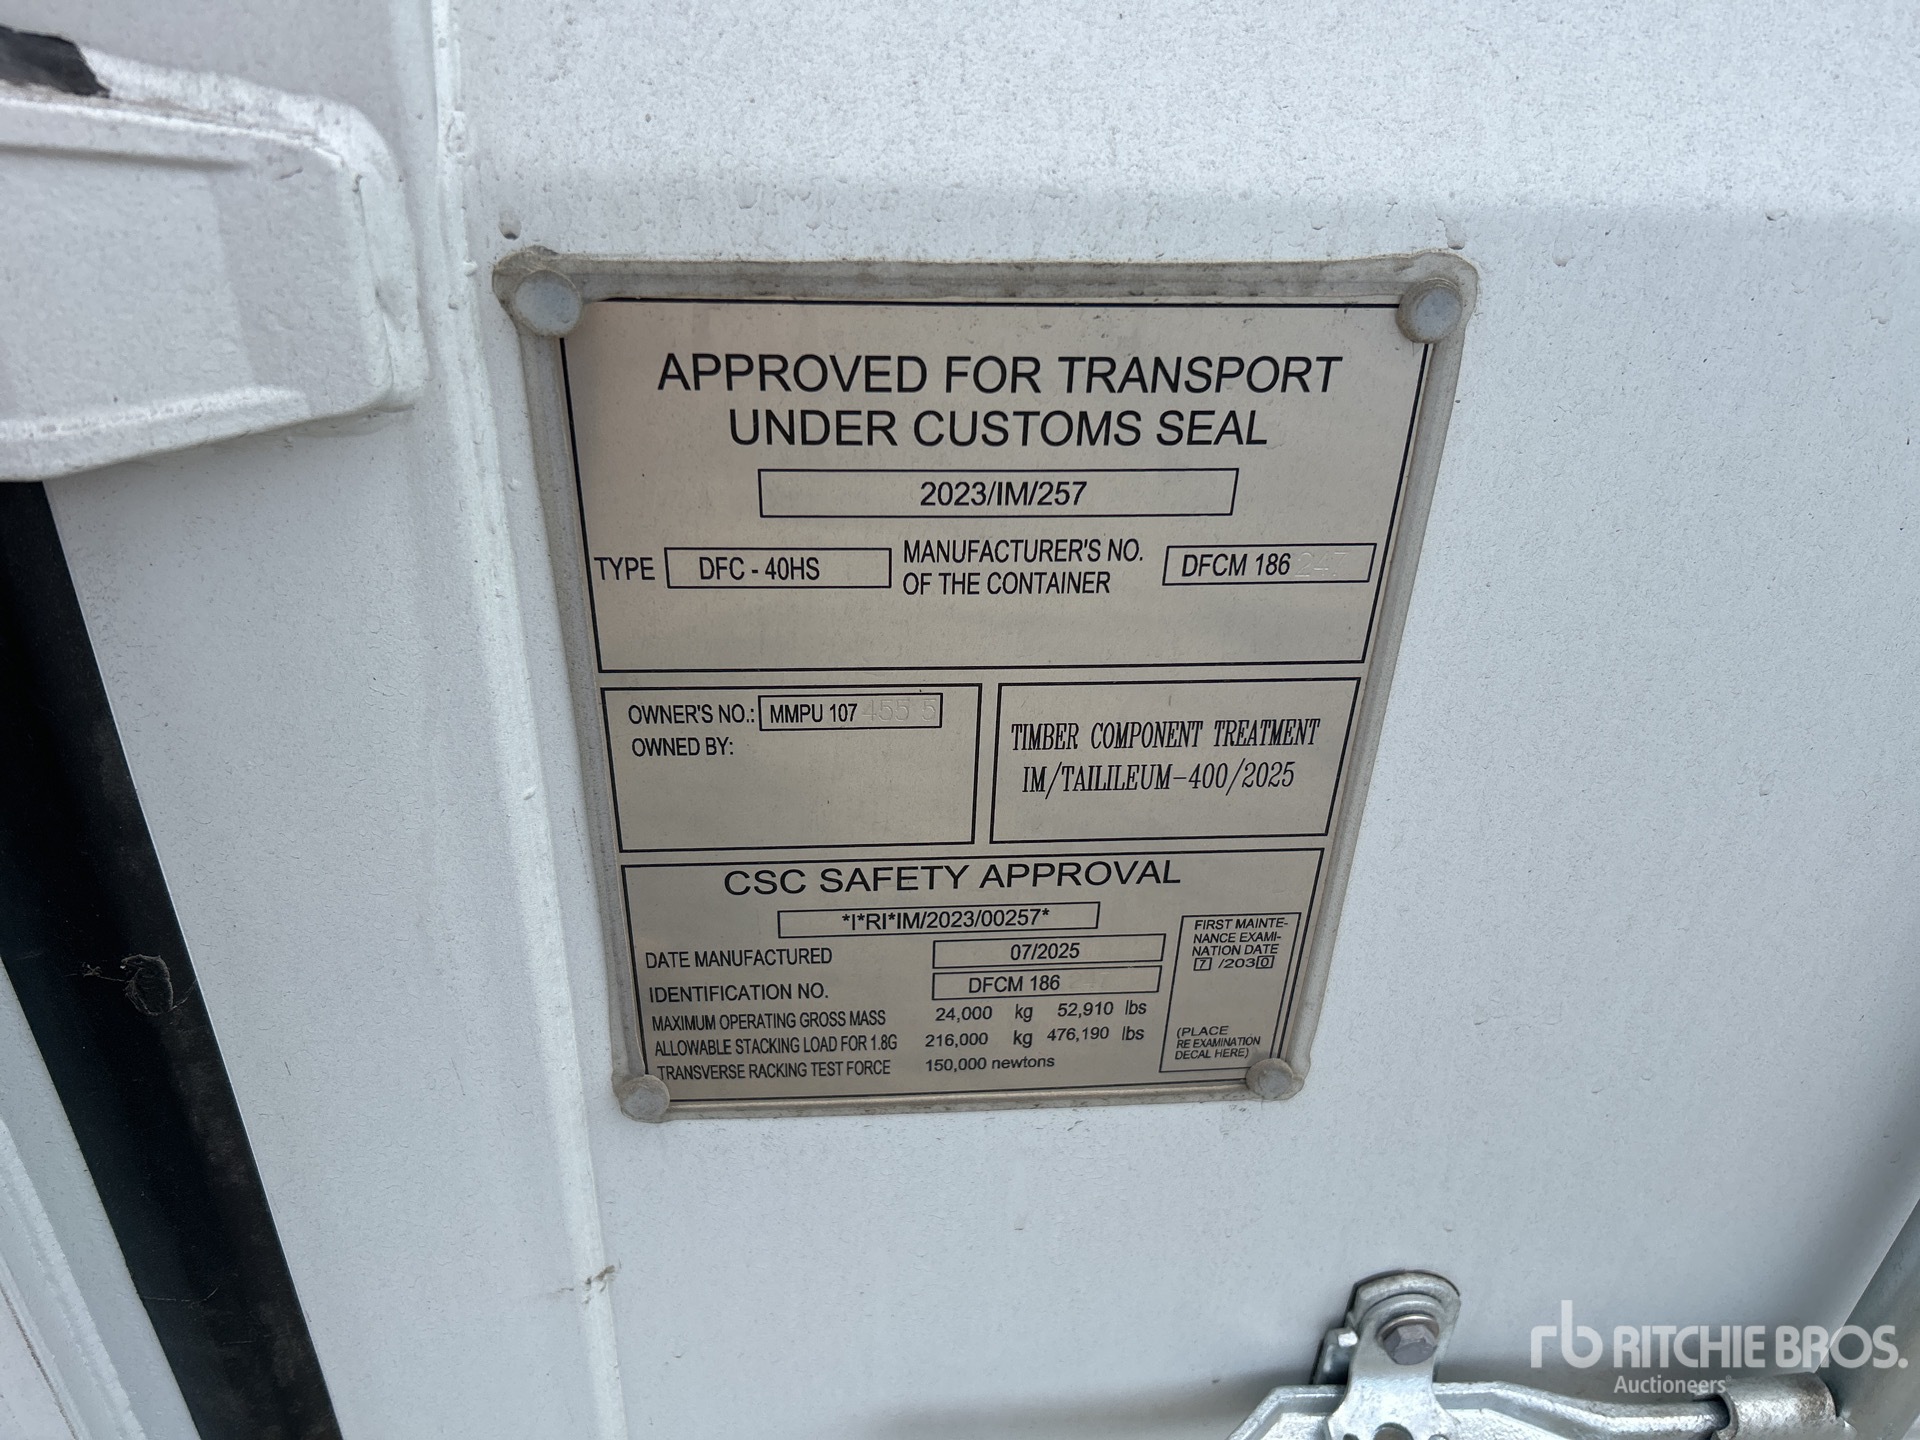 APPROVED FOR TRANSPORT
UNDER CUSTOMS SEAL
2023/IM/257
TYPE DFC - 40HS MANUFACTURER'S NO. OF THE CONTAINER DFCM 186
OWNER'S NO.: MMPU 107 455 5
OWNED BY:
TIMBER COMPONENT TREATMENT
IM/TAILILEUM-400/2025
CSC SAFETY APPROVAL
*I*RI*IM/2023/00257*
DATE MANUFACTURED 07/2025
IDENTIFICATION NO. DFCM 186
MAXIMUM OPERATING GROSS MASS 24,000 kg 52,910 lbs
ALLOWABLE STACKING LOAD FOR 1.8G 216,000 kg 476,190 lbs
TRANSVERSE RACKING TEST FORCE 150,000 newtons
FIRST MAINTE-
NANCE EXAMI-
NATION DATE
7 /2030
(PLACE
RE EXAMINATION
DECAL HERE)
rb RITCHIE BROS.
Auctioneers